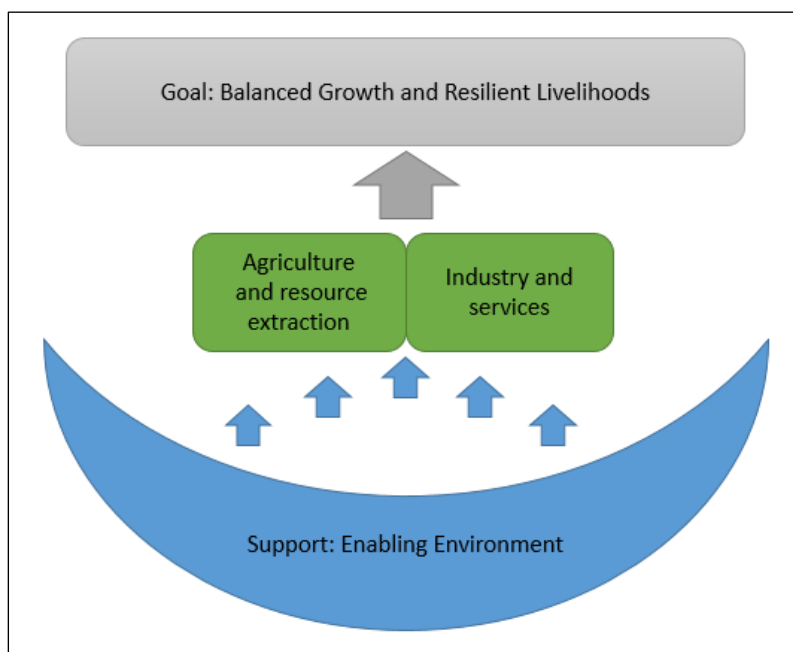 Goal: Balanced Growth and Resilient Livelihoods
Agriculture
and resource
extraction
Industry and
services
Support: Enabling Environment